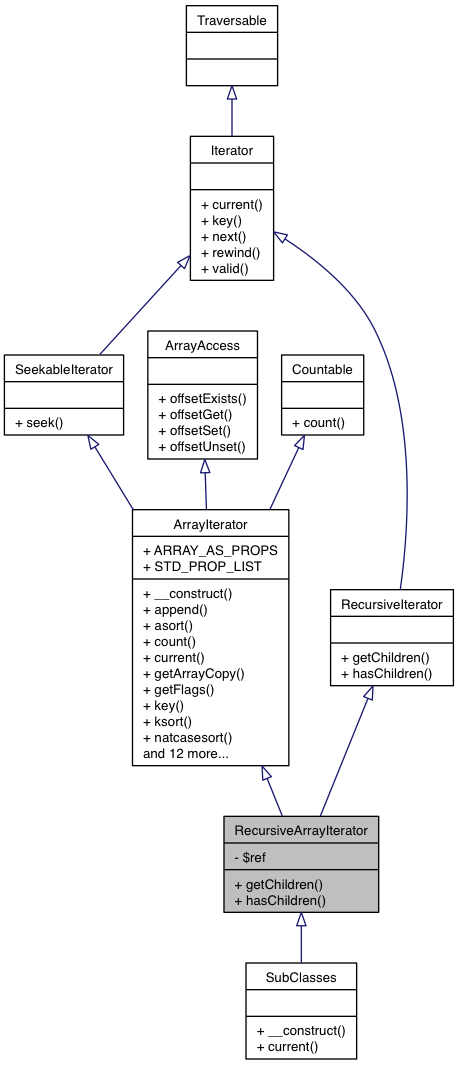 Traversable
Iterator
+ current()
+ key()
+ next()
+ rewind()
+ valid()
ArrayAccess
+ offsetExists()
+ offsetGet()
+ offsetSet()
+ offsetUnset()
SeekableIterator
+ seek()
Countable
+ count()
ArrayIterator
+ ARRAY_AS_PROPS
+ STD_PROP_LIST
+ __construct()
+ append()
+ asort()
+ count()
+ current()
+ getArrayCopy()
+ getFlags()
+ key()
+ ksort()
+ natcasesort()
and 12 more...
RecursiveIterator
+ getChildren()
+ hasChildren()
RecursiveArrayIterator
- $ref
+ getChildren()
+ hasChildren()
SubClasses
+ __construct()
+ current()